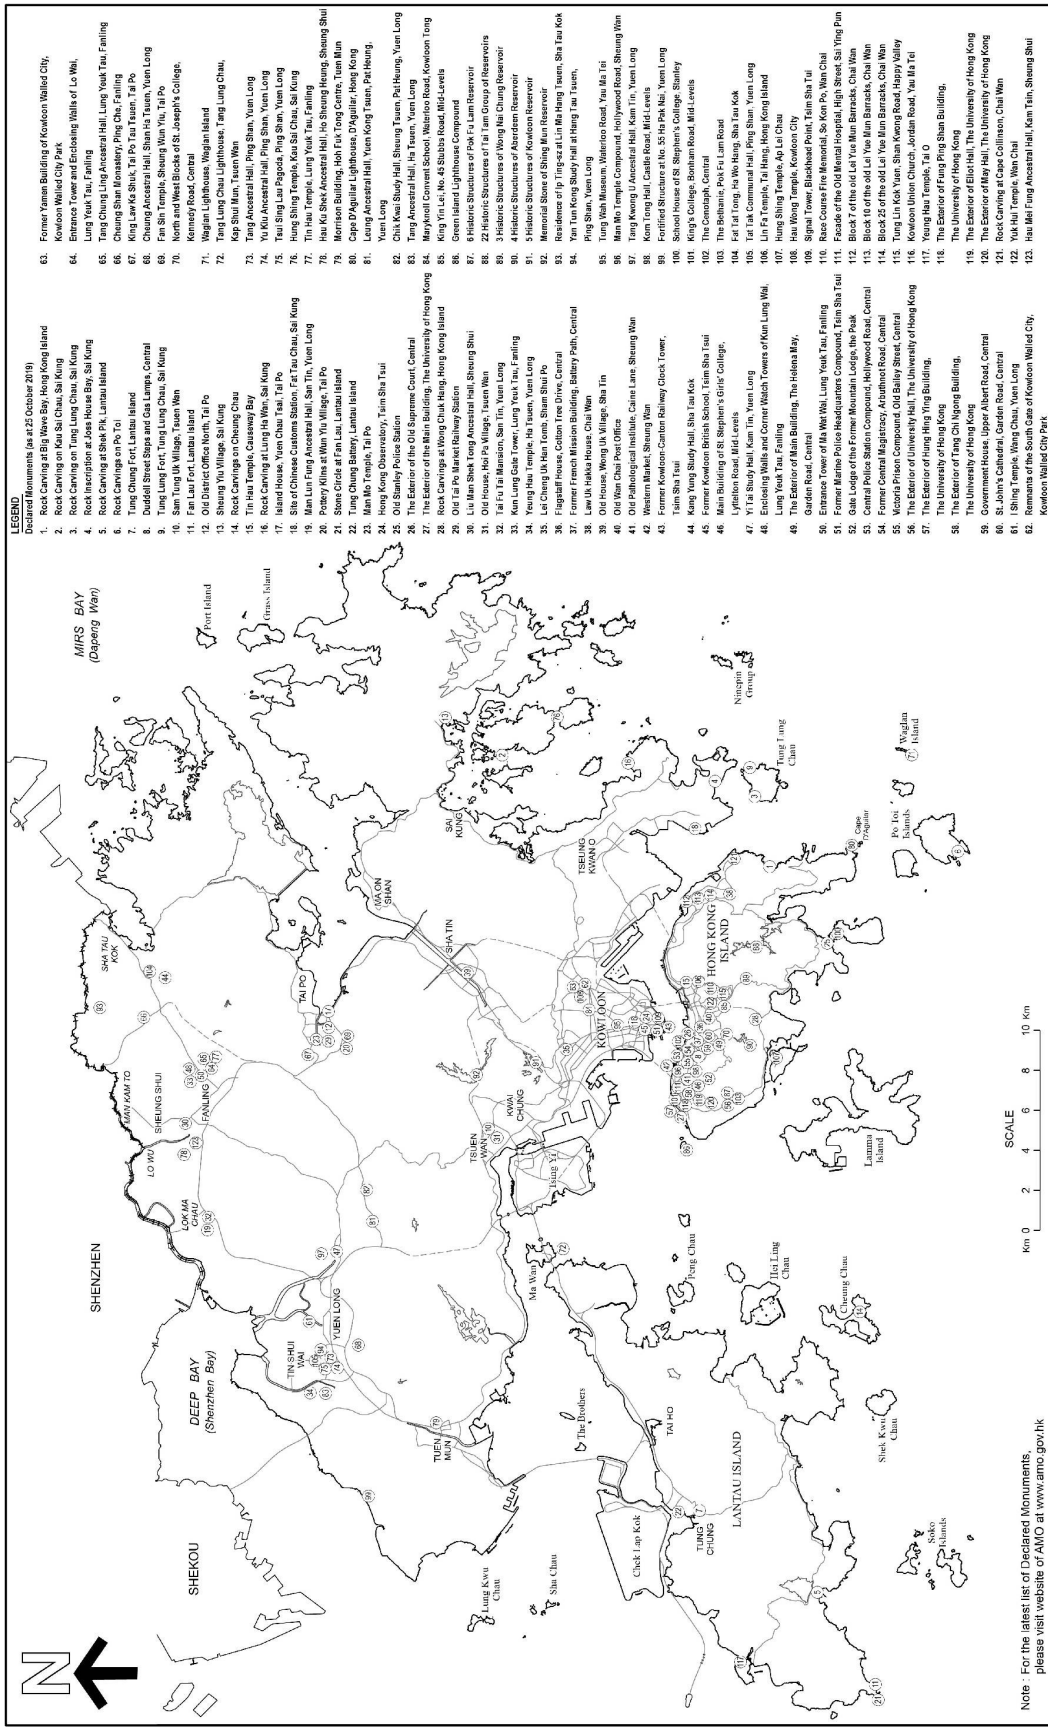 LEGEND
Declared Monuments (as at 25 October 2019)
1. Rock Carving at Big Wave Bay, Hong Kong Island
2. Rock Carving on Kau Sai Chau, Sai Kung
3. Rock Carving on Tung Lung Chau, Sai Kung
4. Rock Inscription at Joss House Bay, Sai Kung
5. Rock Carving at Shek Pik, Lantau Island
6. Rock Carvings on Po Toi
7. Tung Chung Fort, Lantau Island
8. Duddell Street Steps and Gas Lamps, Central
9. Tung Lung Fort, Tung Lung Chau, Sai Kung
10. Sam Tung Uk Village, Tsuen Wan
11. Fan Lau Fort, Lantau Island
12. Old District Office North, Tai Po
13. Sheung Yiu Village, Sai Kung
14. Rock Carvings on Cheung Chau
15. Tin Hau Temple, Causeway Bay
16. Rock Carving at Lung Ha Wan, Sai Kung
17. Island House, Yuen Chau Tsai, Tai Po
18. Site of Chinese Customs Station, Fat Tau Chau, Sai Kung
19. Man Lun Fung Ancestral Hall, San Tin, Yuen Long
20. Pottery Kilns at Wun Yiu Village, Tai Po
21. Stone Circle at Fan Lau, Lantau Island
22. Tung Chung Battery, Lantau Island
23. Man Mo Temple, Tai Po
24. Hong Kong Observatory, Tsim Sha Tsui
25. Old Stanley Police Station
26. The Exterior of the Old Supreme Court, Central
27. The Exterior of the Main Building, The University of Hong Kong
28. Rock Carvings at Wong Chuk Hang, Hong Kong Island
29. Old Tai Po Market Railway Station
30. Liu Man Shek Tong Ancestral Hall, Sheung Shui
31. Old House, Hoi Pa Village, Tsuen Wan
32. Tai Fu Tai Mansion, San Tin, Yuen Long
33. Kun Lung Gate Tower, Lung Yeuk Tau, Fanling
34. Yeung Hau Temple, Ha Tsuen, Yuen Long
35. Lei Cheng Uk Han Tomb, Sham Shui Po
36. Flagstaff House, Cotton Tree Drive, Central
37. Former French Mission Building, Battery Path, Central
38. Law Uk Hakka House, Chai Wan
39. Old House, Wong Uk Village, Sha Tin
40. Old Wan Chai Post Office
41. Old Pathological Institute, Caine Lane, Sheung Wan
42. Western Market, Sheung Wan
43. Former Kowloon-Canton Railway Clock Tower,
Tsim Sha Tsui
44. Kang Yung Study Hall, Sha Tau Kok
45. Former Kowloon British School, Tsim Sha Tsui
46. Main Building of St. Stephen's Girls' College,
Lyttelton Road, Mid-Levels
47. Yi Tai Study Hall, Kam Tin, Yuen Long
48. Enclosing Walls and Corner Watch Towers of Kun Lung Wai,
Lung Yeuk Tau, Fanling
49. The Exterior of Main Building, The Helena May,
Garden Road, Central
50. Entrance Tower of Ma Wat Wai, Lung Yeuk Tau, Fanling
51. Former Marine Police Headquarters Compound, Tsim Sha Tsui
52. Gate Lodge of the Former Mountain Lodge, the Peak
53. Central Police Station Compound, Hollywood Road, Central
54. Former Central Magistracy, Arbuthnot Road, Central
55. Victoria Prison Compound, Old Bailey Street, Central
56. The Exterior of University Hall, The University of Hong Kong
57. The Exterior of Hung Hing Ying Building,
The University of Hong Kong
58. The Exterior of Tang Chi Ngong Building,
The University of Hong Kong
59. Government House, Upper Albert Road, Central
60. St. John's Cathedral, Garden Road, Central
61. I Shing Temple, Wang Chau, Yuen Long
62. Remnants of the South Gate of Kowloon Walled City,
Kowloon Walled City Park
63. Former Yamen Building of Kowloon Walled City,
Kowloon Walled City Park
64. Entrance Tower and Enclosing Walls of Lo Wai,
Lung Yeuk Tau, Fanling
65. Tang Chung Ling Ancestral Hall, Lung Yeuk Tau, Fanling
66. Cheung Shan Monastery, Ping Che, Fanling
67. King Law Ka Shuk, Tai Po Tau Tsuen, Tai Po
68. Cheung Ancestral Hall, Shan Ha Tsuen, Yuen Long
69. Fan Sin Temple, Sheung Wun Yiu, Tai Po
70. North and West Blocks of St. Joseph's College,
Kennedy Road, Central
71. Waglan Lighthouse, Waglan Island
72. Tang Lung Chau Lighthouse, Tang Lung Chau,
Kap Shui Mun, Tsuen Wan
73. Tang Ancestral Hall, Ping Shan, Yuen Long
74. Yu Kiu Ancestral Hall, Ping Shan, Yuen Long
75. Tsui Sing Lau Pagoda, Ping Shan, Yuen Long
76. Hung Shing Temple, Kau Sai Chau, Sai Kung
77. Tin Hau Temple, Lung Yeuk Tau, Fanling
78. Hau Ku Shek Ancestral Hall, Ho Sheung Heung, Sheung Shui
79. Morrison Building, Hoh Fuk Tong Centre, Tuen Mun
80. Cape D'Aguilar Lighthouse, D'Aguilar, Hong Kong
81. Leung Ancestral Hall, Yuen Kong Tsuen, Pat Heung,
Yuen Long
82. Chik Kwai Study Hall, Sheung Tsuen, Pat Heung, Yuen Long
83. Tang Ancestral Hall, Ha Tsuen, Yuen Long
84. Maryknoll Convent School, Waterloo Road, Kowloon Tong
85. King Yin Lei, No. 45 Stubbs Road, Mid-Levels
86. Green Island Lighthouse Compound
87. 6 Historic Structures of Pok Fu Lam Reservoir
88. 22 Historic Structures of Tai Tam Group of Reservoirs
89. 3 Historic Structures of Wong Nai Chung Reservoir
90. 4 Historic Structures of Aberdeen Reservoir
91. 5 Historic Structures of Kowloon Reservoir
92. Memorial Stone of Shing Mun Reservoir
93. Residence of Ip Ting-sz at Lin Ma Hang Tsuen, Sha Tau Kok
94. Yan Tun Kong Study Hall at Hang Tau Tsuen,
Ping Shan, Yuen Long
95. Tung Wah Museum, Waterloo Road, Yau Ma Tei
96. Man Mo Temple Compound, Hollywood Road, Sheung Wan
97. Tang Kwong U Ancestral Hall, Kam Tin, Yuen Long
98. Kom Tong Hall, Castle Road, Mid-Levels
99. Fortified Structure at No. 55 Ha Pak Nai, Yuen Long
100. School House of St. Stephen's College, Stanley
101. King's College, Bonham Road, Mid-Levels
102. The Cenotaph, Central
103. The Bethanie, Pok Fu Lam Road
104. Fat Tat Tong, Ha Wo Hang, Sha Tau Kok
105. Tat Tak Communal Hall, Ping Shan, Yuen Long
106. Lin Fa Temple, Tai Hang, Hong Kong Island
107. Hung Shing Temple, Ap Lei Chau
108. Hau Wong Temple, Kowloon City
109. Signal Tower, Blackhead Point, Tsim Sha Tsui
110. Race Course Fire Memorial, So Kon Po, Wan Chai
111. Facade of the Old Mental Hospital, High Street, Sai Ying Pun
112. Block 7 of the old Lei Yue Mun Barracks, Chai Wan
113. Block 10 of the old Lei Yue Mun Barracks, Chai Wan
114. Block 25 of the old Lei Yue Mun Barracks, Chai Wan
115. Tung Lin Kok Yuen, Shan Kwong Road, Happy Valley
116. Kowloon Union Church, Jordan Road, Yau Ma Tei
117. Yeung Hau Temple, Tai O
118. The Exterior of Fung Ping Shan Building,
The University of Hong Kong
119. The Exterior of Eliot Hall, The University of Hong Kong
120. The Exterior of May Hall, The University of Hong Kong
121. Rock Carving at Cape Collinson, Chai Wan
122. Yuk Hui Temple, Wan Chai
123. Hau Mei Fung Ancestral Hall, Kam Tsin, Sheung Shui
N
SHEKOU
SHENZHEN
DEEP BAY
(Shenzhen Bay)
MIRS BAY
(Dapeng Wan)
Port Island
Grass Island
SHA TAU
KOK
MAN KAM TO
LO WU
LOK MA
CHAU
SHEUNG SHUI
FANLING
TAI PO
TIN SHUI
WAI
YUEN LONG
TUEN
MUN
MA ON
SHAN
SHA TIN
SAI
KUNG
TSUEN
WAN
KWAI
CHUNG
Tsing Yi
KOWLOON
TSEUNG
KWAN O
Lung Kwu
Chau
Sha Chau
The Brothers
Ma Wan
Chek Lap Kok
TAI HO
TUNG
CHUNG
LANTAU ISLAND
Peng Chau
Hei Ling
Chau
Cheung Chau
Shek Kwu
Chau
Soko
Islands
Lamma
Island
HONG KONG
ISLAND
Cape
D'Aguilar
Tung Lung
Chau
Ninepin
Group
Waglan
Island
Po Toi
Islands
SCALE
Km 0 2 4 6 8 10 Km
Note : For the latest list of Declared Monuments,
please visit website of AMO at www.amo.gov.hk